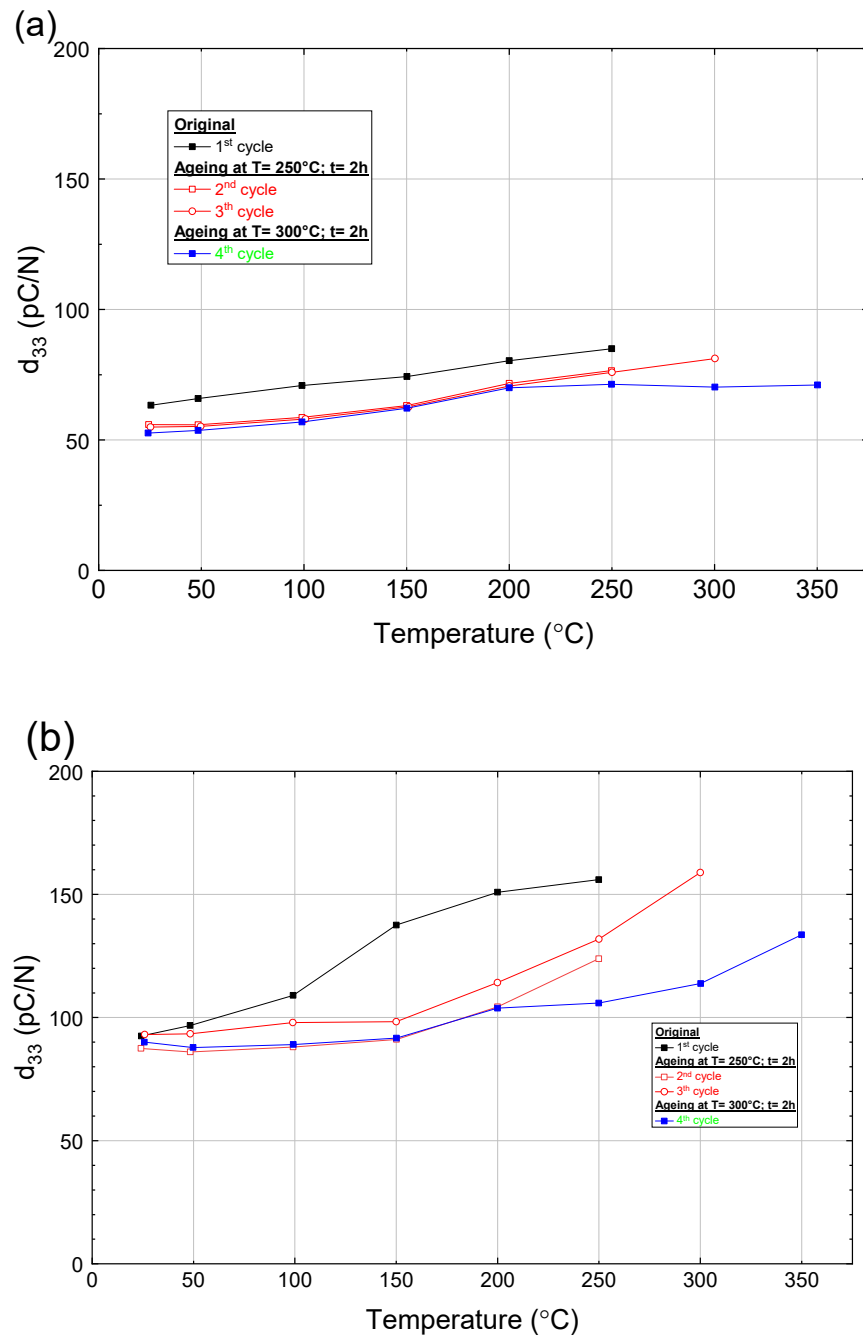 (a)
200
150
100
50
0
d₃₃ (pC/N)
Original
1ˢᵗ cycle
Ageing at T= 250°C; t= 2h
2ⁿᵈ cycle
3ᵗʰ cycle
Ageing at T= 300°C; t= 2h
4ᵗʰ cycle
0 50 100 150 200 250 300 350
Temperature (°C)
(b)
200
150
100
50
0
d₃₃ (pC/N)
Original
1ˢᵗ cycle
Ageing at T= 250°C; t= 2h
2ⁿᵈ cycle
3ᵗʰ cycle
Ageing at T= 300°C; t= 2h
4ᵗʰ cycle
0 50 100 150 200 250 300 350
Temperature (°C)